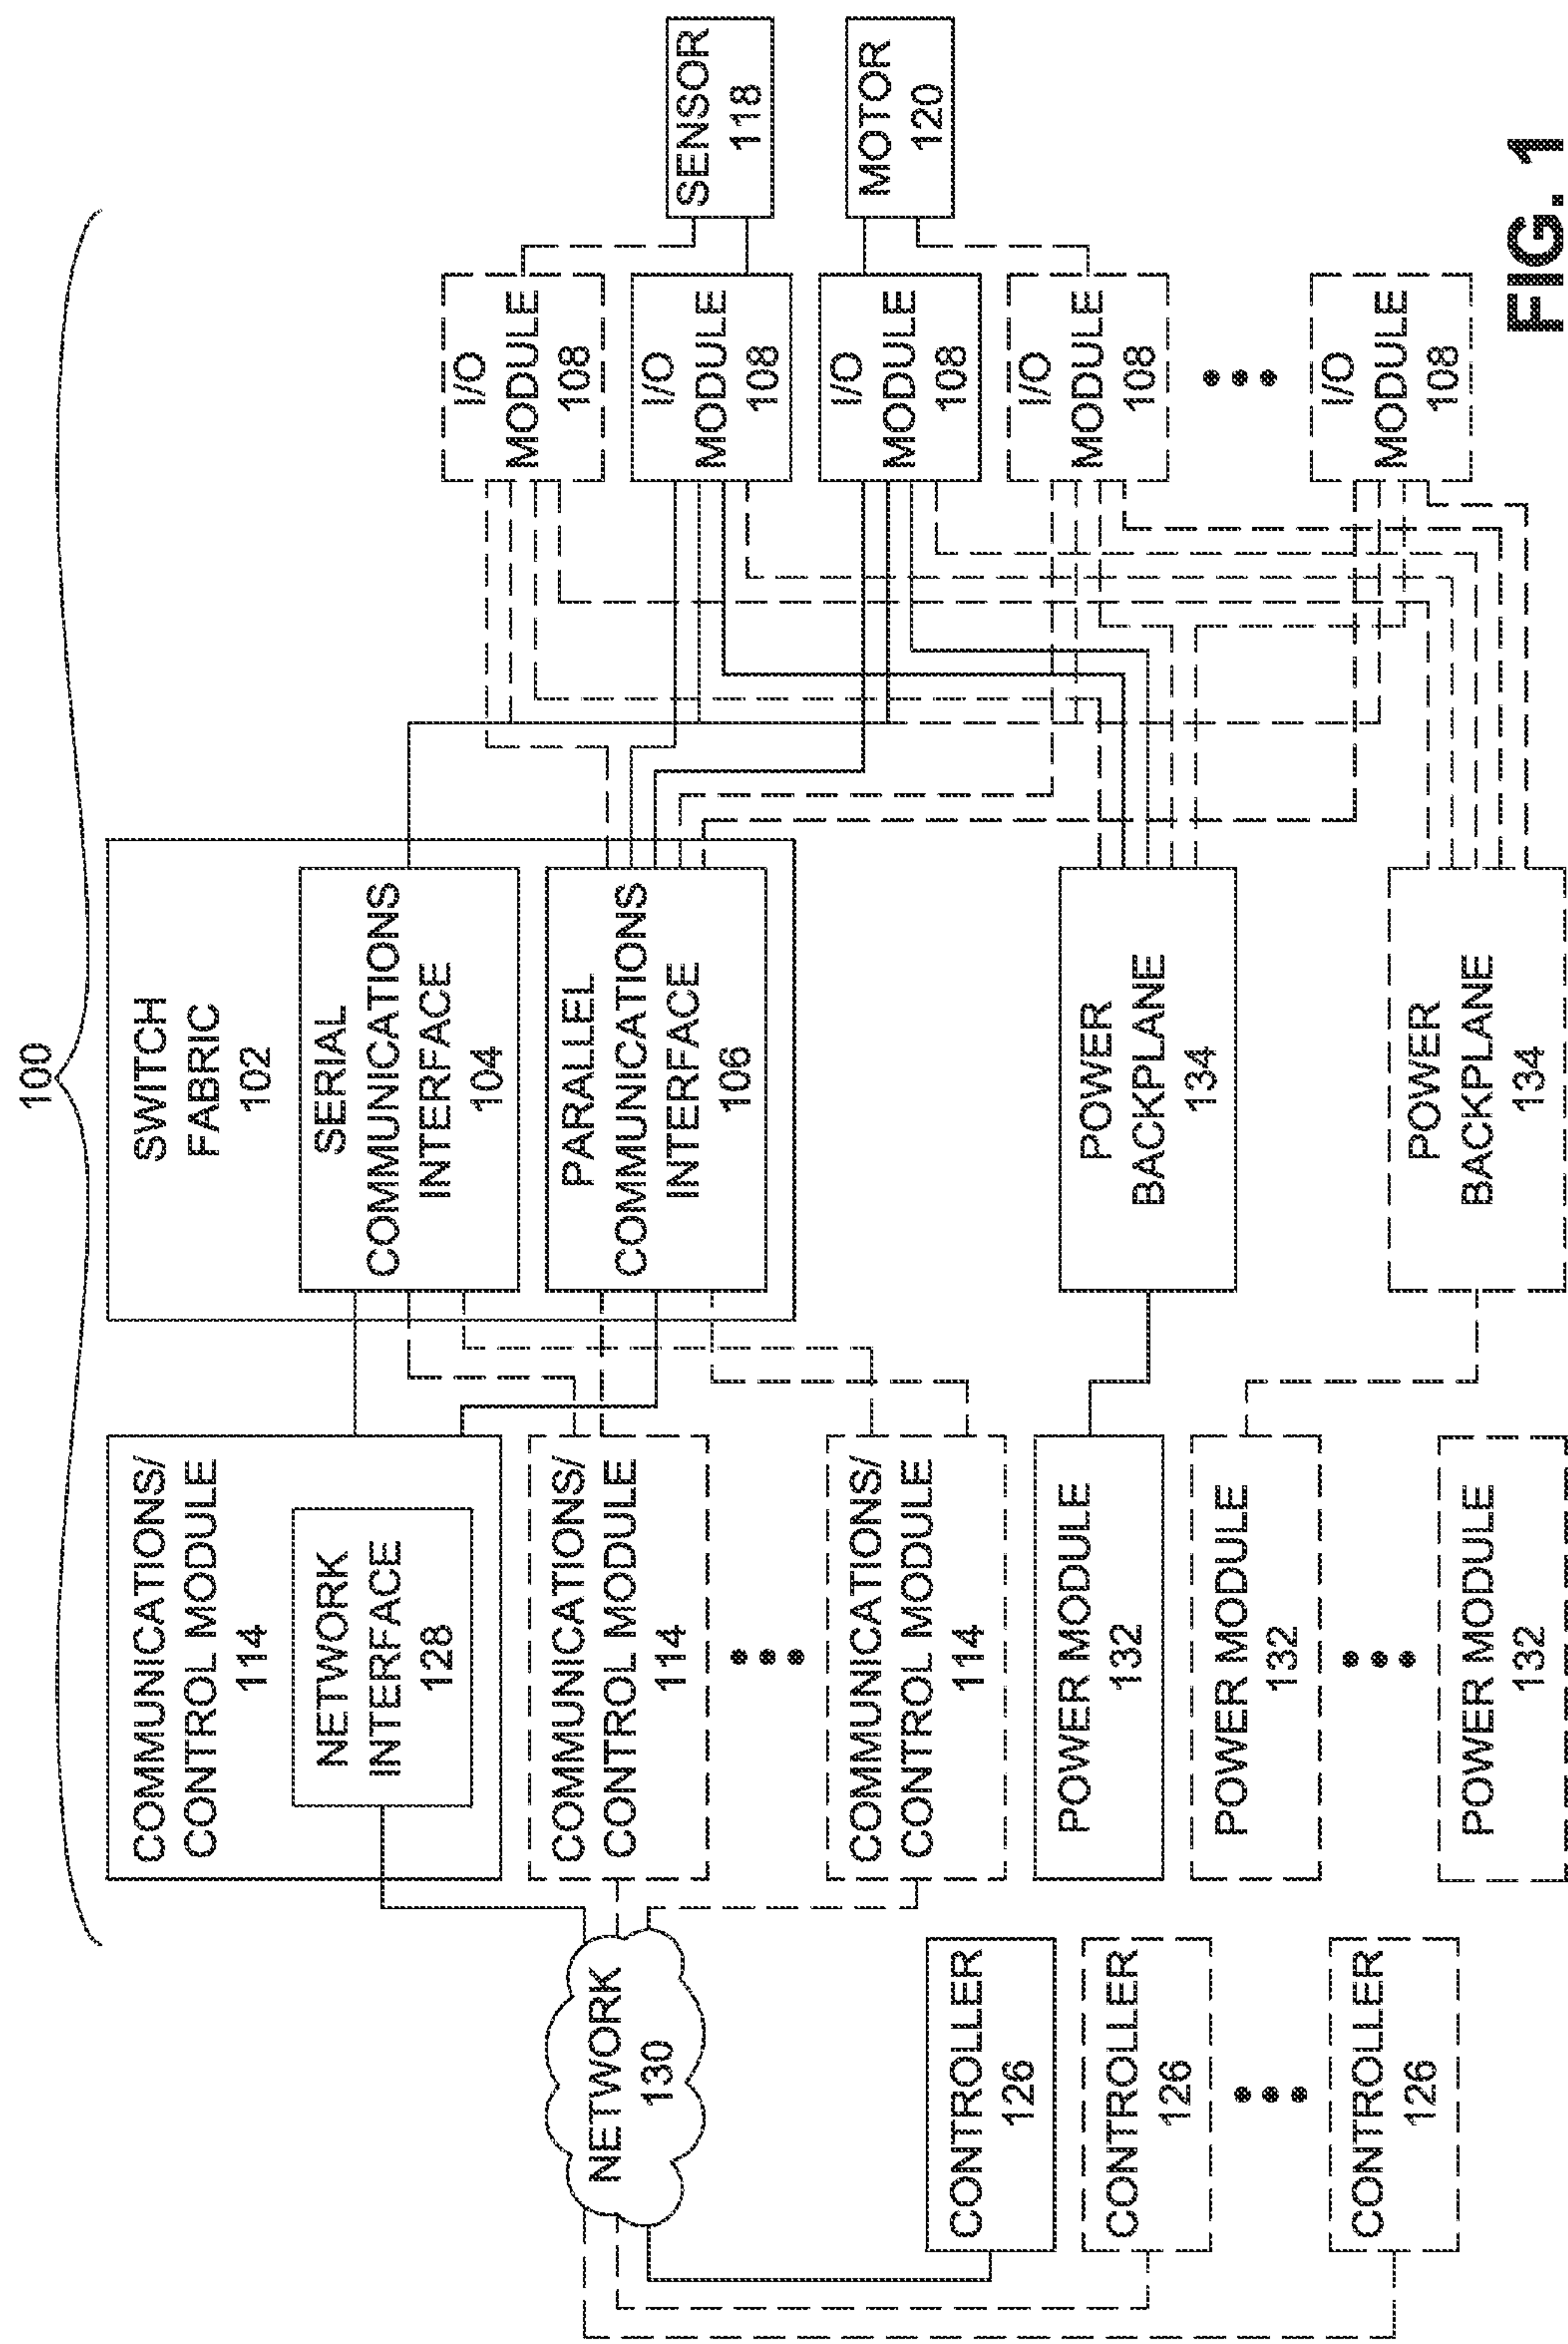 100
SWITCH
FABRIC
102
SERIAL
COMMUNICATIONS
INTERFACE
104
PARALLEL
COMMUNICATIONS
INTERFACE
106
COMMUNICATIONS/
CONTROL MODULE
114
NETWORK
INTERFACE
128
COMMUNICATIONS/
CONTROL MODULE
114
COMMUNICATIONS/
CONTROL MODULE
114
POWER MODULE
132
POWER MODULE
132
POWER MODULE
132
NETWORK
130
CONTROLLER
126
CONTROLLER
126
CONTROLLER
126
POWER
BACKPLANE
134
POWER
BACKPLANE
134
I/O
MODULE
108
I/O
MODULE
108
I/O
MODULE
108
I/O
MODULE
108
I/O
MODULE
108
SENSOR
118
MOTOR
120
FIG. 1